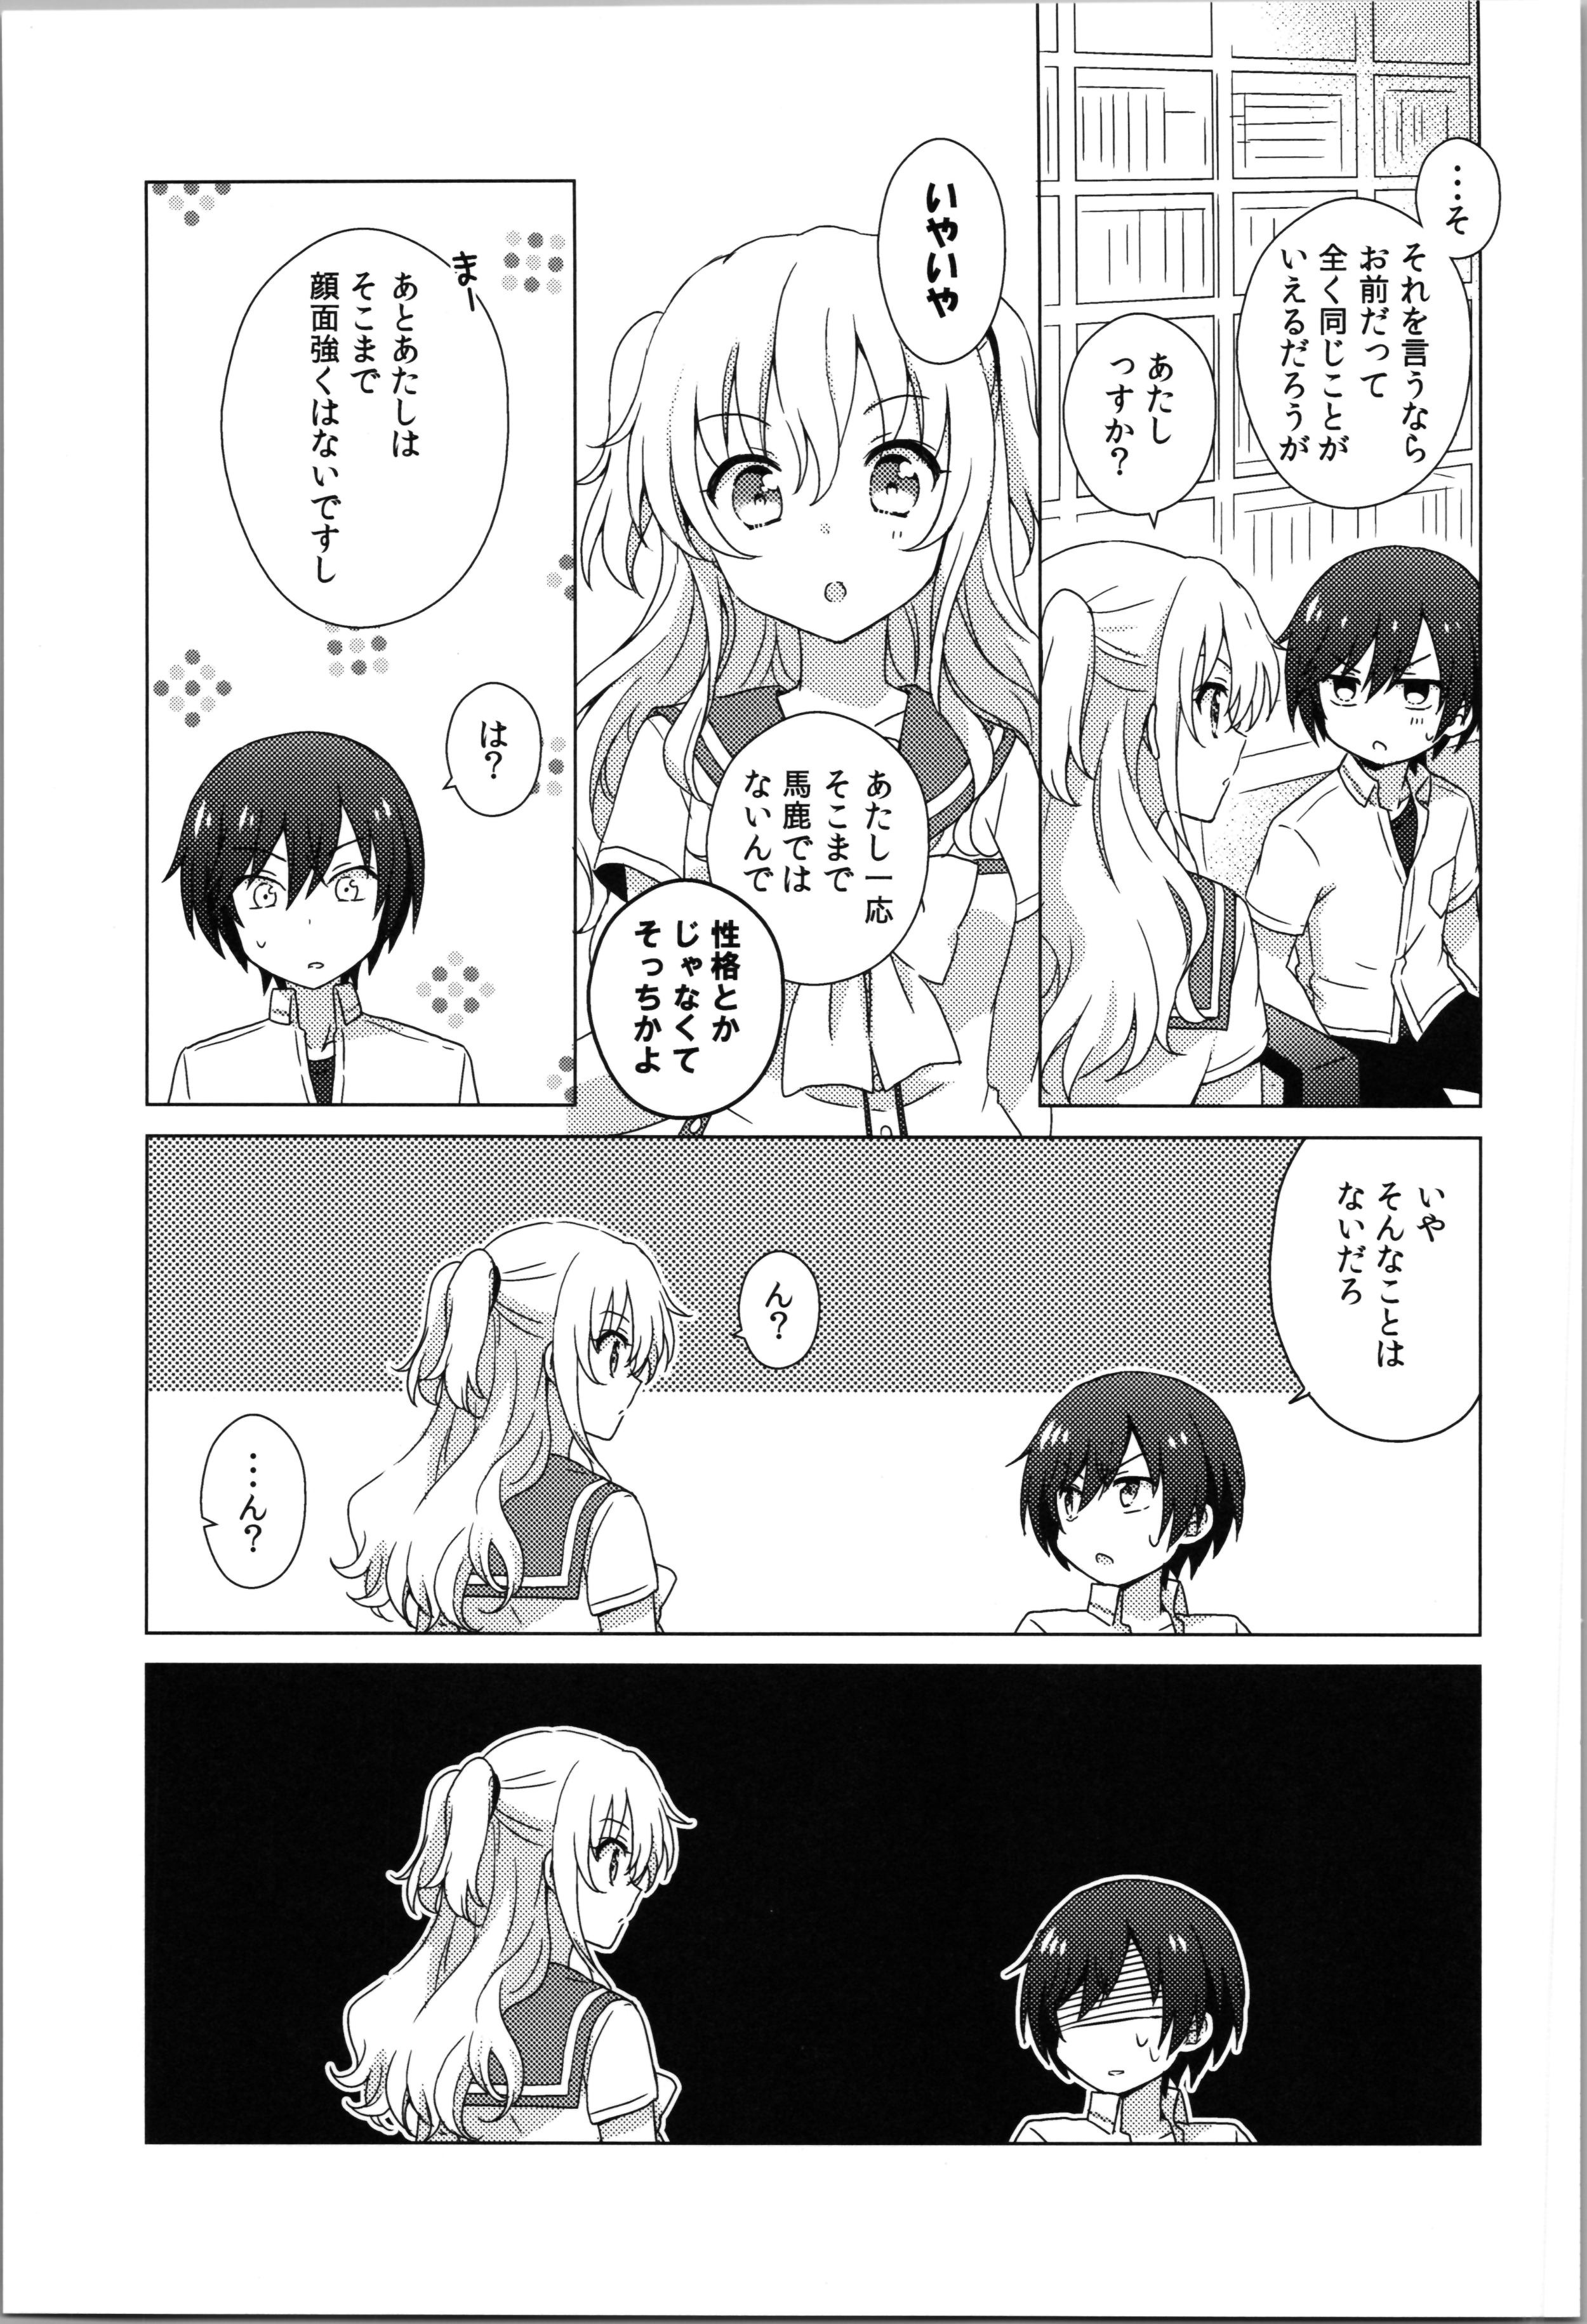 …そ
それを言うなら
お前だって
全く同じことが
いえるだろうが
あたし
っすか？
いやいや
あたし一応
そこまで
馬鹿では
ないんで
性格とか
じゃなくて
そっちかよ
まー
あとあたしは
そこまで
顔面強くはないですし
は？
いや
そんなことは
ないだろ
ん？
…ん？